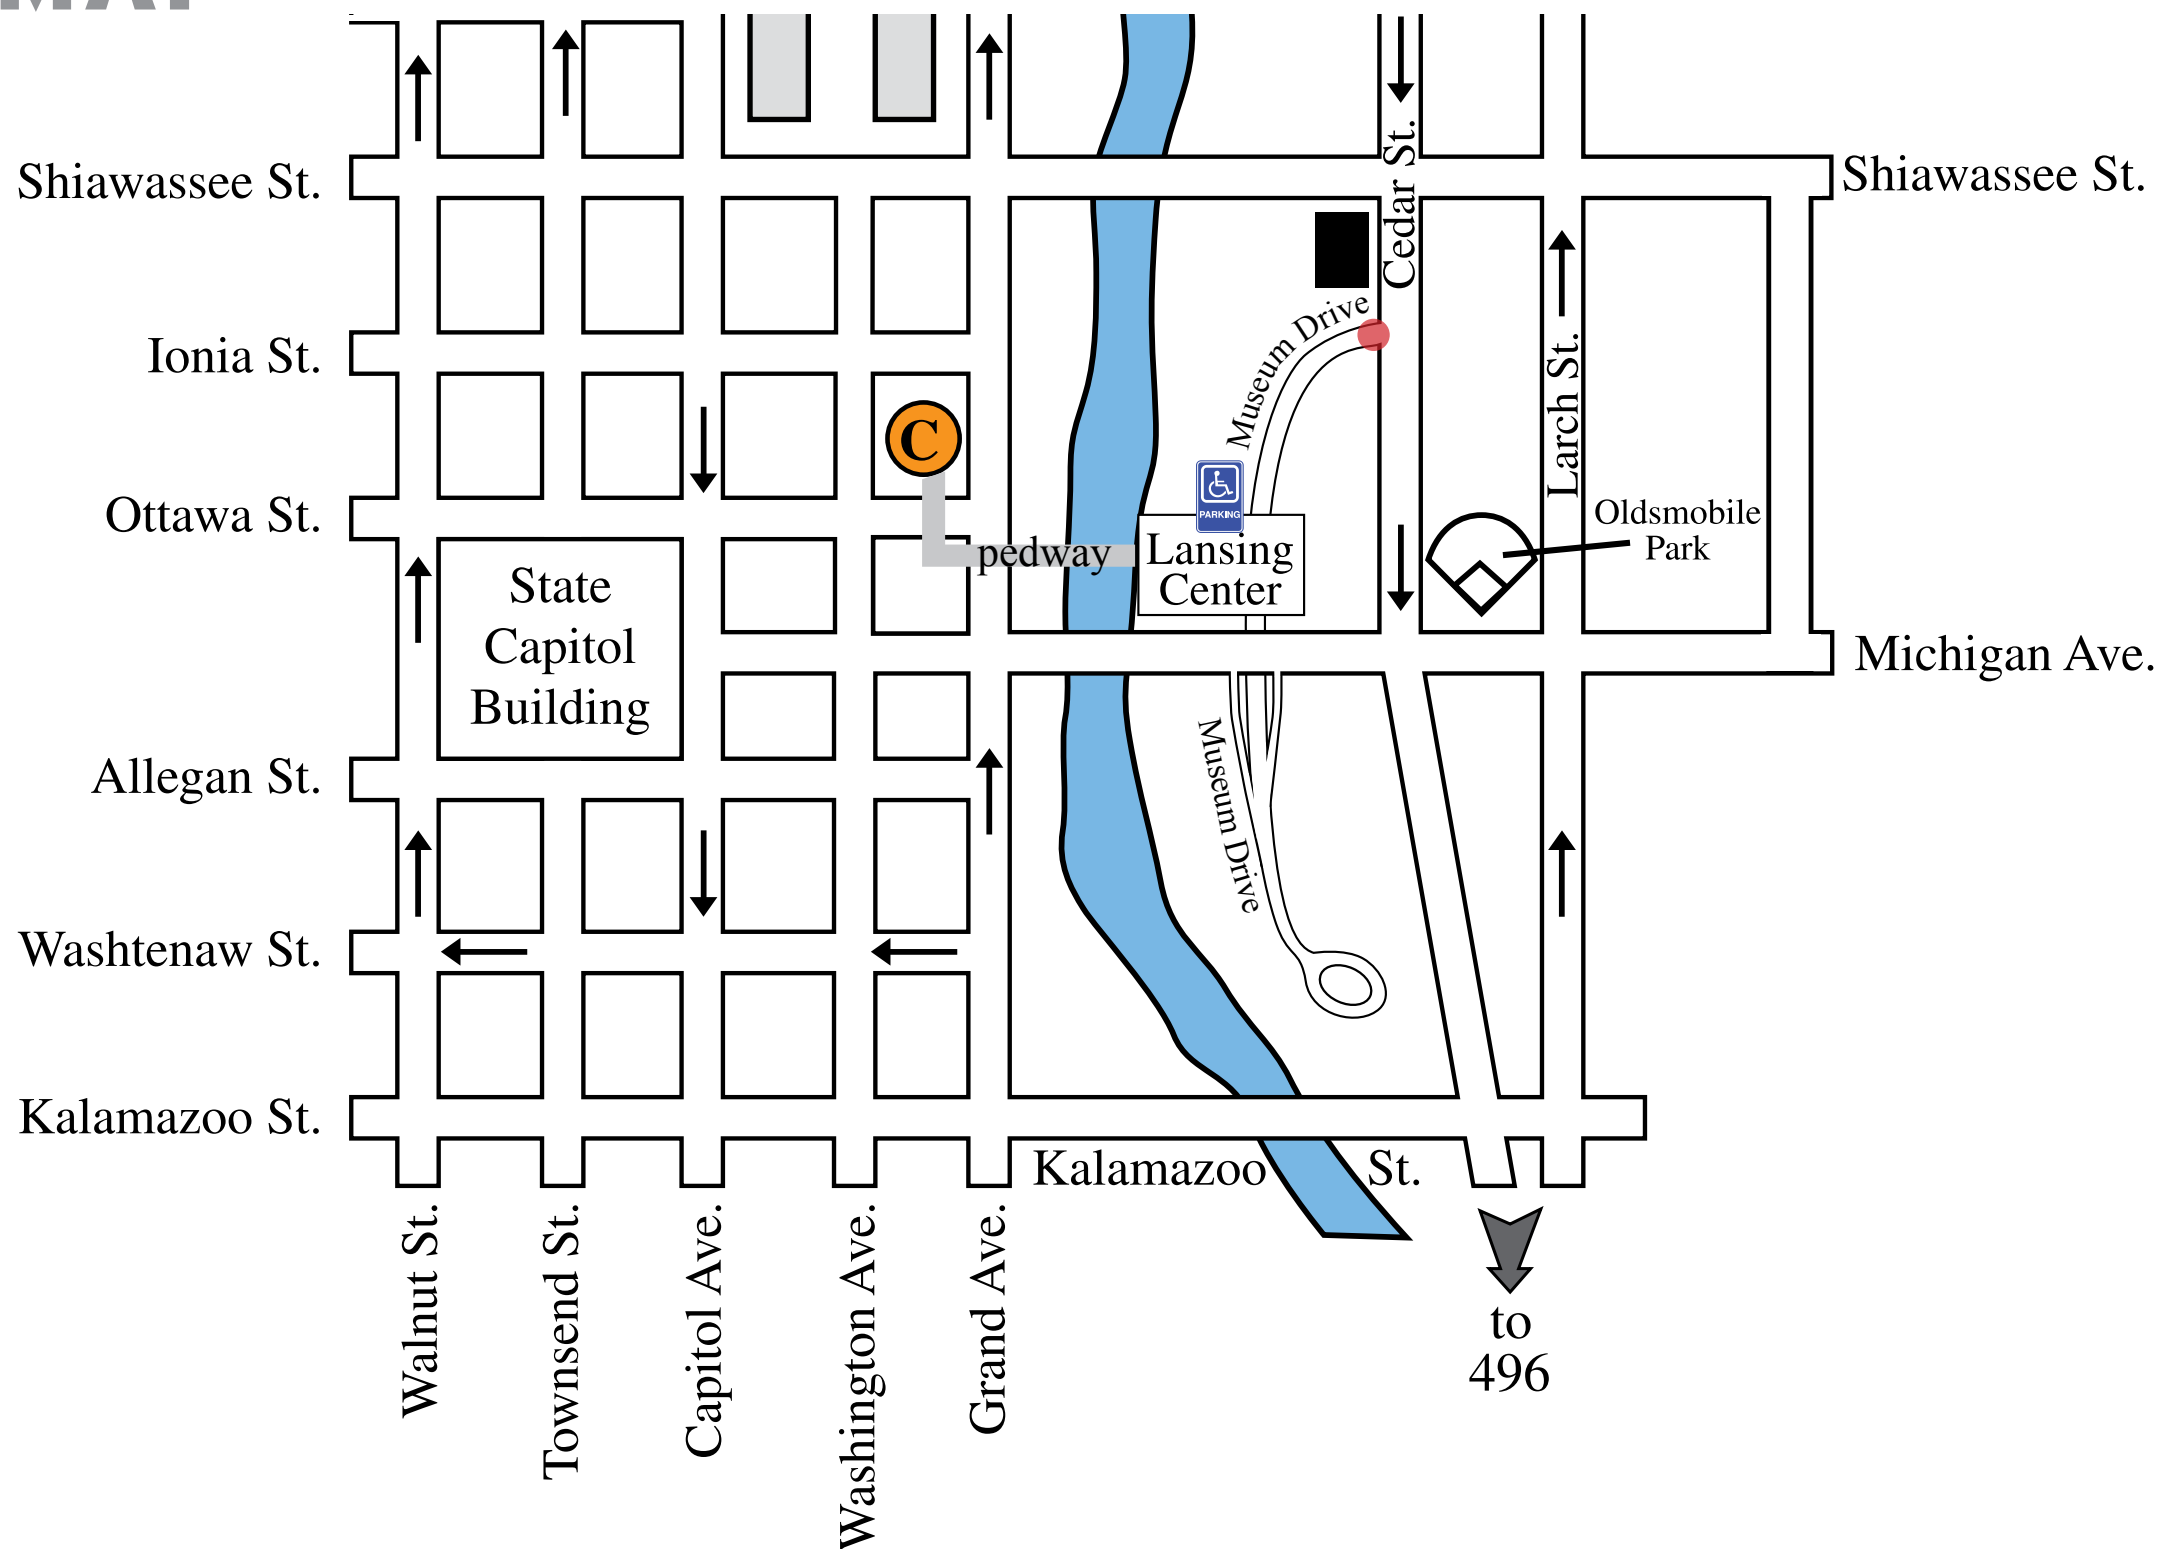 Shiawassee St.
Shiawassee St.
Cedar St.
Museum Drive
Ionia St.
Larch St.
C
Ottawa St.
PARKING
Oldsmobile
Park
pedway
Lansing
Center
State
Capitol
Building
Michigan Ave.
Museum Drive
Allegan St.
Washtenaw St.
Kalamazoo St.
Kalamazoo St.
Walnut St.
Townsend St.
Capitol Ave.
Washington Ave.
Grand Ave.
to
496